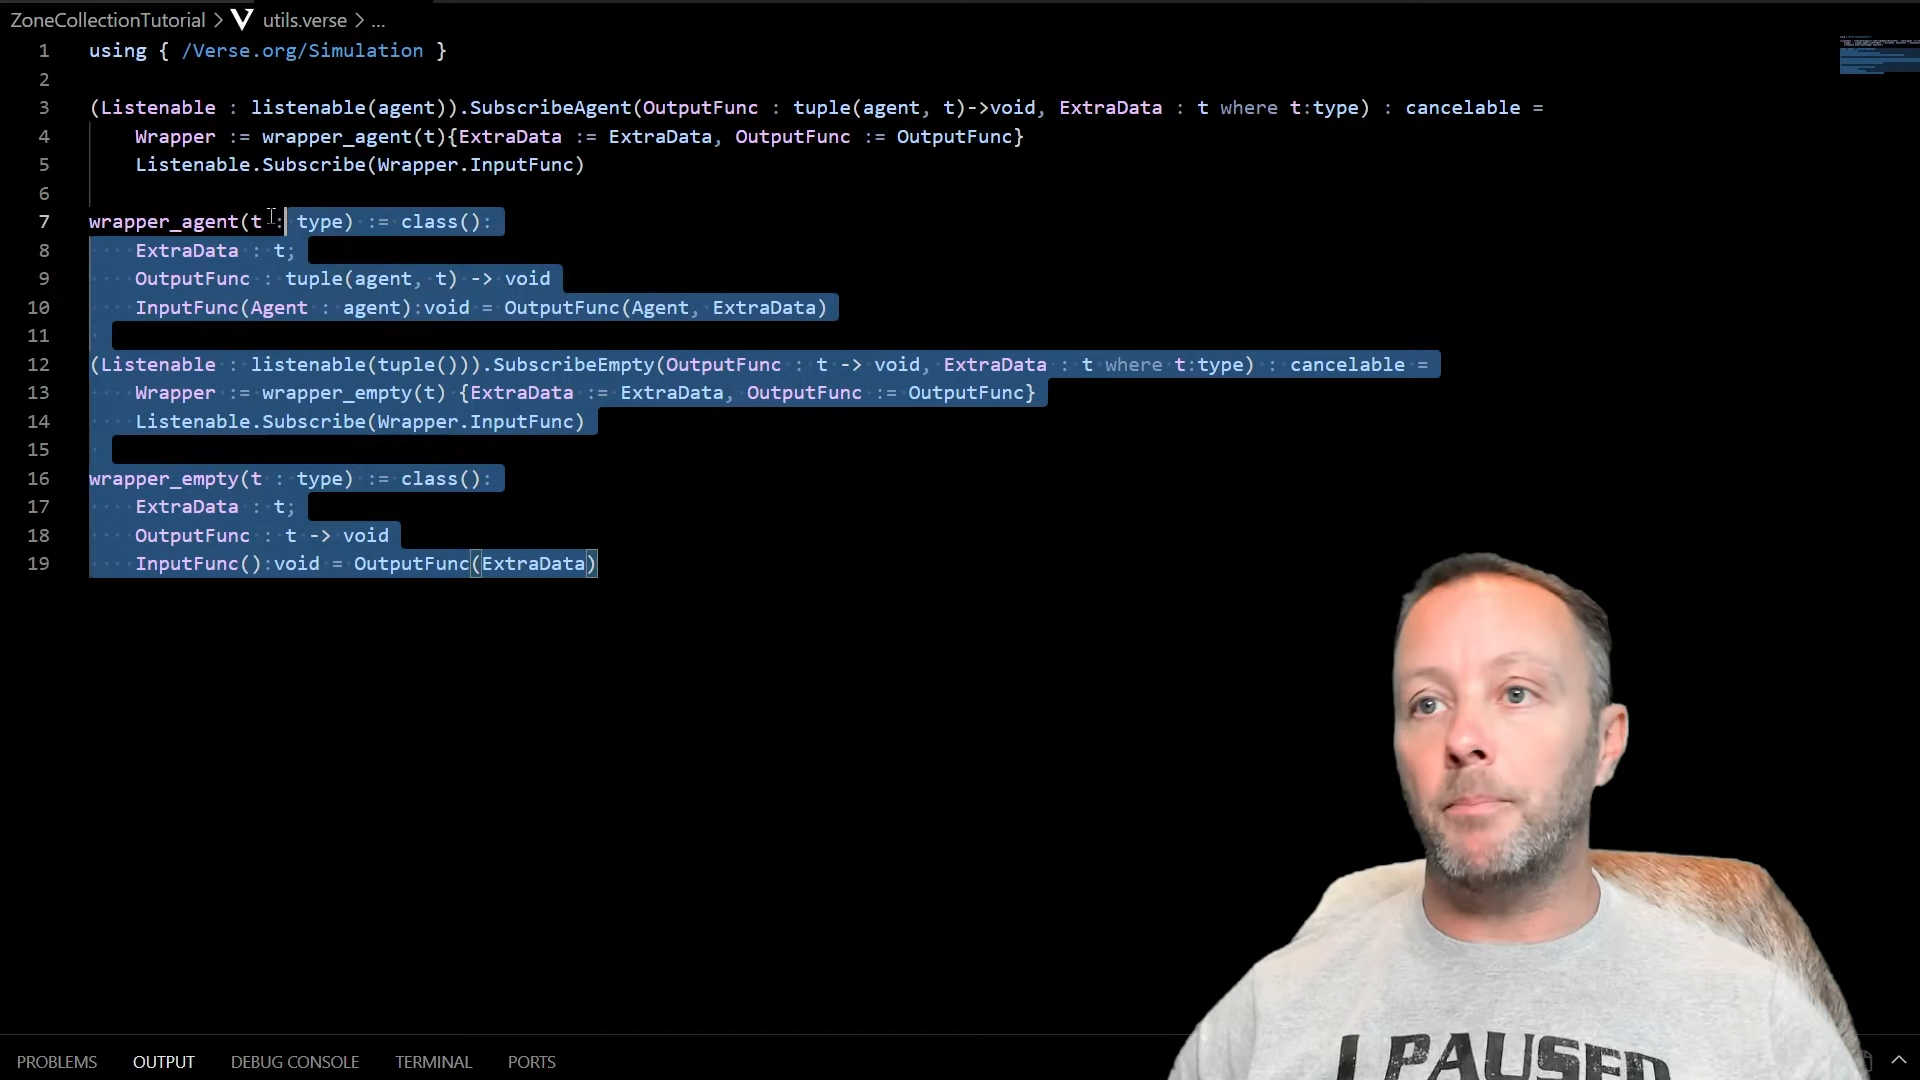 ZoneCollectionTutorial > utils.verse > ...
1 using { /Verse.org/Simulation }
2
3 (Listenable : listenable(agent)).SubscribeAgent(OutputFunc : tuple(agent, t)->void, ExtraData : t where t:type) : cancelable =
4 Wrapper := wrapper_agent(t){ExtraData := ExtraData, OutputFunc := OutputFunc}
5 Listenable.Subscribe(Wrapper.InputFunc)
6
7 wrapper_agent(t : type) := class():
8 ExtraData : t;
9 OutputFunc : tuple(agent, t) -> void
10 InputFunc(Agent : agent):void = OutputFunc(Agent, ExtraData)
11
12 (Listenable : listenable(tuple())).SubscribeEmpty(OutputFunc : t -> void, ExtraData : t where t:type) : cancelable =
13 Wrapper := wrapper_empty(t) {ExtraData := ExtraData, OutputFunc := OutputFunc}
14 Listenable.Subscribe(Wrapper.InputFunc)
15
16 wrapper_empty(t : type) := class():
17 ExtraData : t;
18 OutputFunc : t -> void
19 InputFunc():void = OutputFunc(ExtraData)
I PAUSED
PROBLEMS OUTPUT DEBUG CONSOLE TERMINAL PORTS